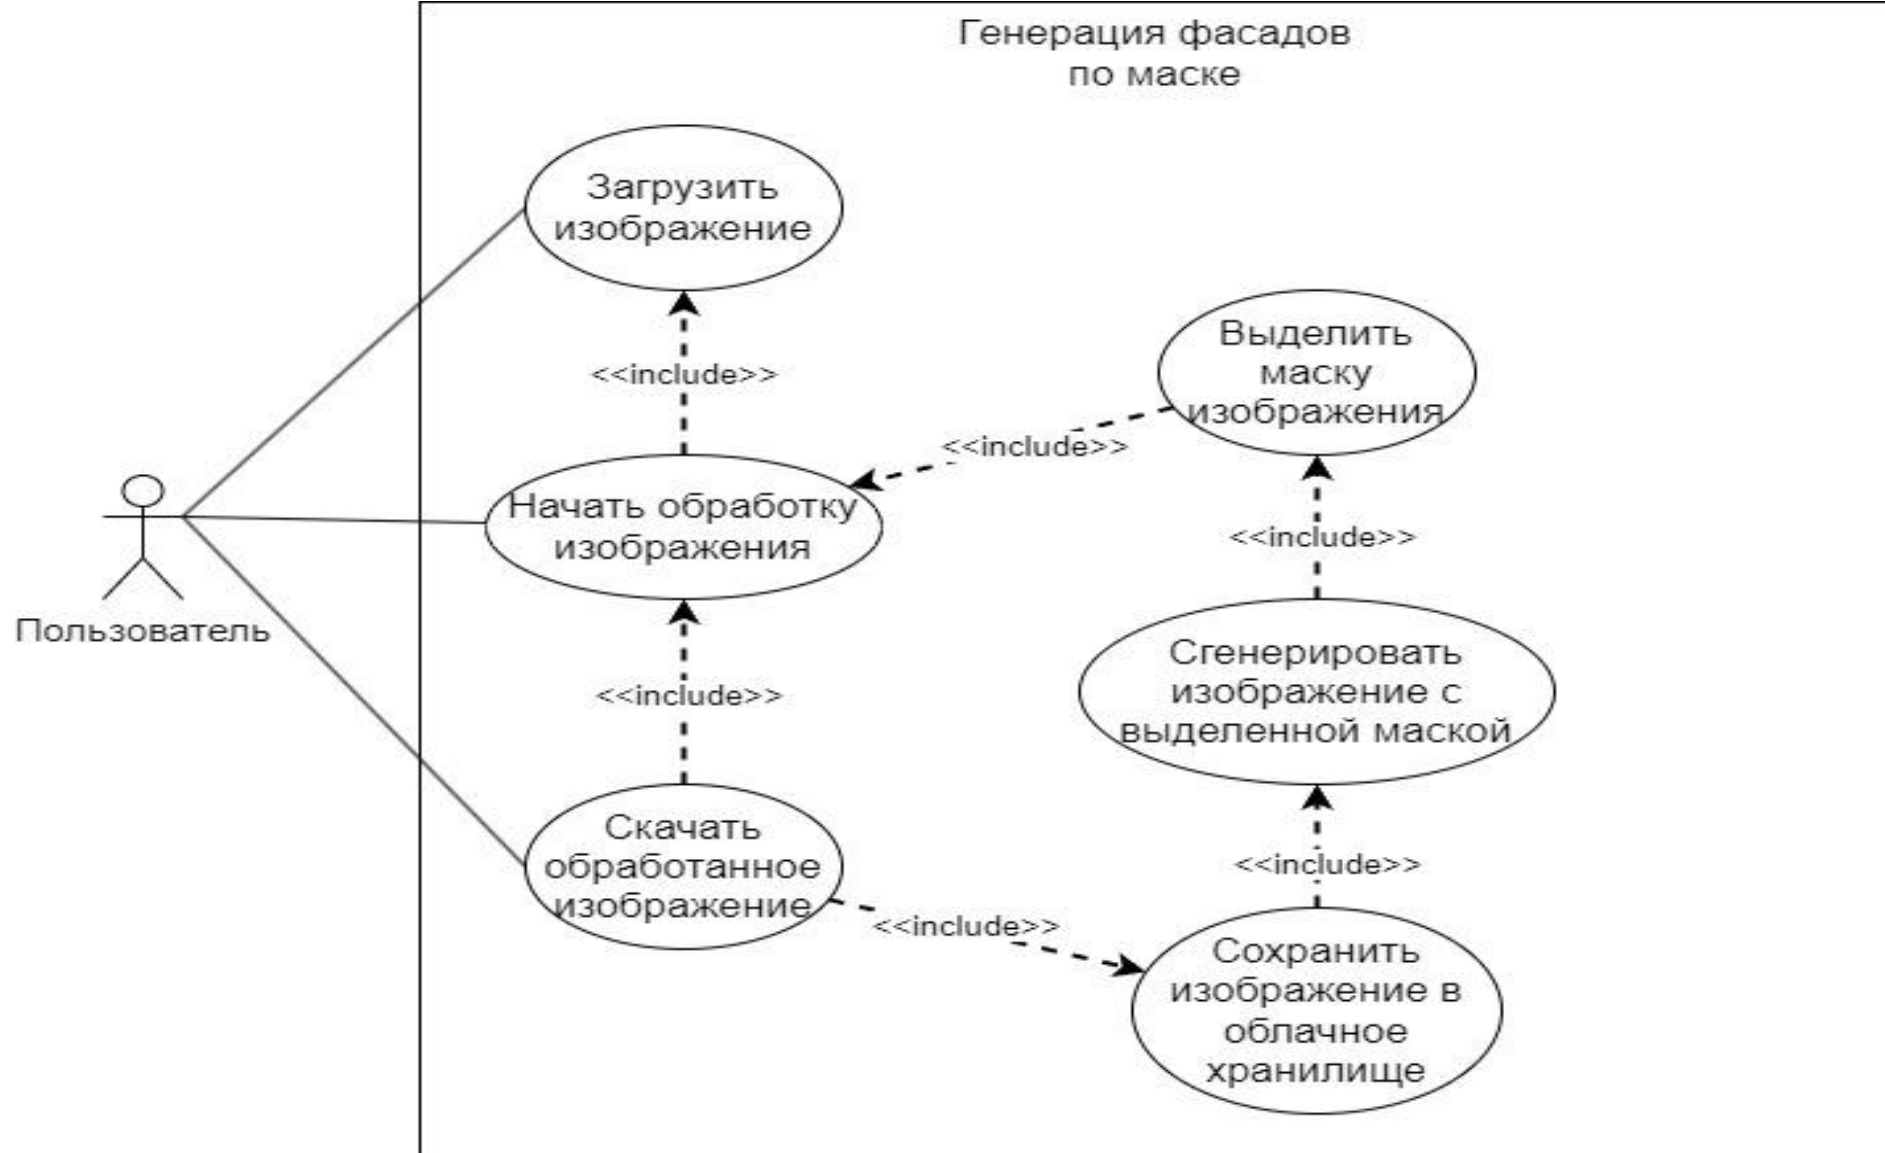 Генерация фасадов
по маске
Загрузить
изображение
<<include>>
Выделить
маску
изображения
<<include>>
Начать обработку
изображения
<<include>>
Пользователь
Сгенерировать
изображение с
выделенной маской
<<include>>
Скачать
обработанное
изображение
<<include>>
<<include>>
Сохранить
изображение в
облачное
хранилище